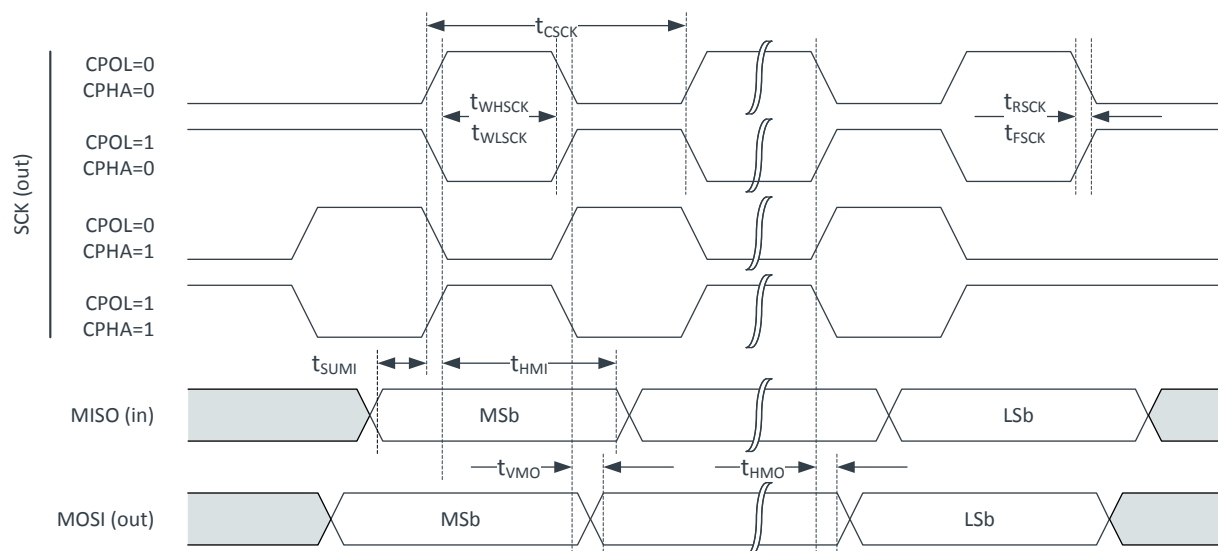 tCSCK
SCK (out)
CPOL=0
CPHA=0
tWHSCK
tWLSCK
tRSCK
tFSCK
CPOL=1
CPHA=0
CPOL=0
CPHA=1
CPOL=1
CPHA=1
tSUMI
tHMI
MISO (in)
MSb
LSb
tVMO
tHMO
MOSI (out)
MSb
LSb